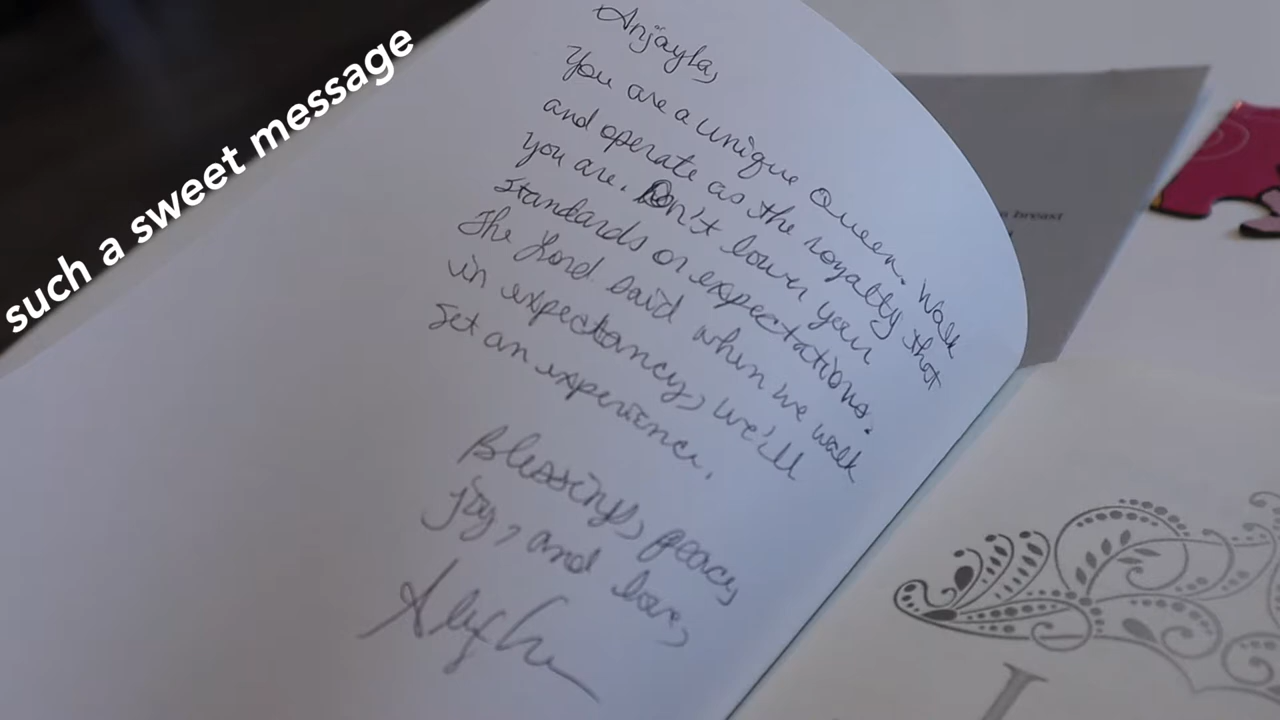 such a sweet message
Anjayla,
You are a unique Queen. Walk
and operate as the royalty that
you are. Don't lower your
standards or expectations.
The Lord said when we walk
in expectancy, we'll
get an experience.
Blessings, peace,
joy, and love,
a breast
I